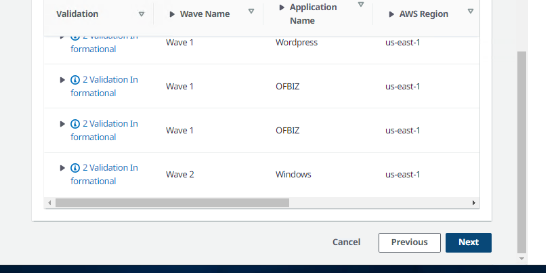 Validation
Wave Name
Application
Name
AWS Region
2 Validation In
formational
Wave 1
Wordpress
us-east-1
2 Validation In
formational
Wave 1
OFBIZ
us-east-1
2 Validation In
formational
Wave 1
OFBIZ
us-east-1
2 Validation In
formational
Wave 2
Windows
us-east-1
Cancel
Previous
Next